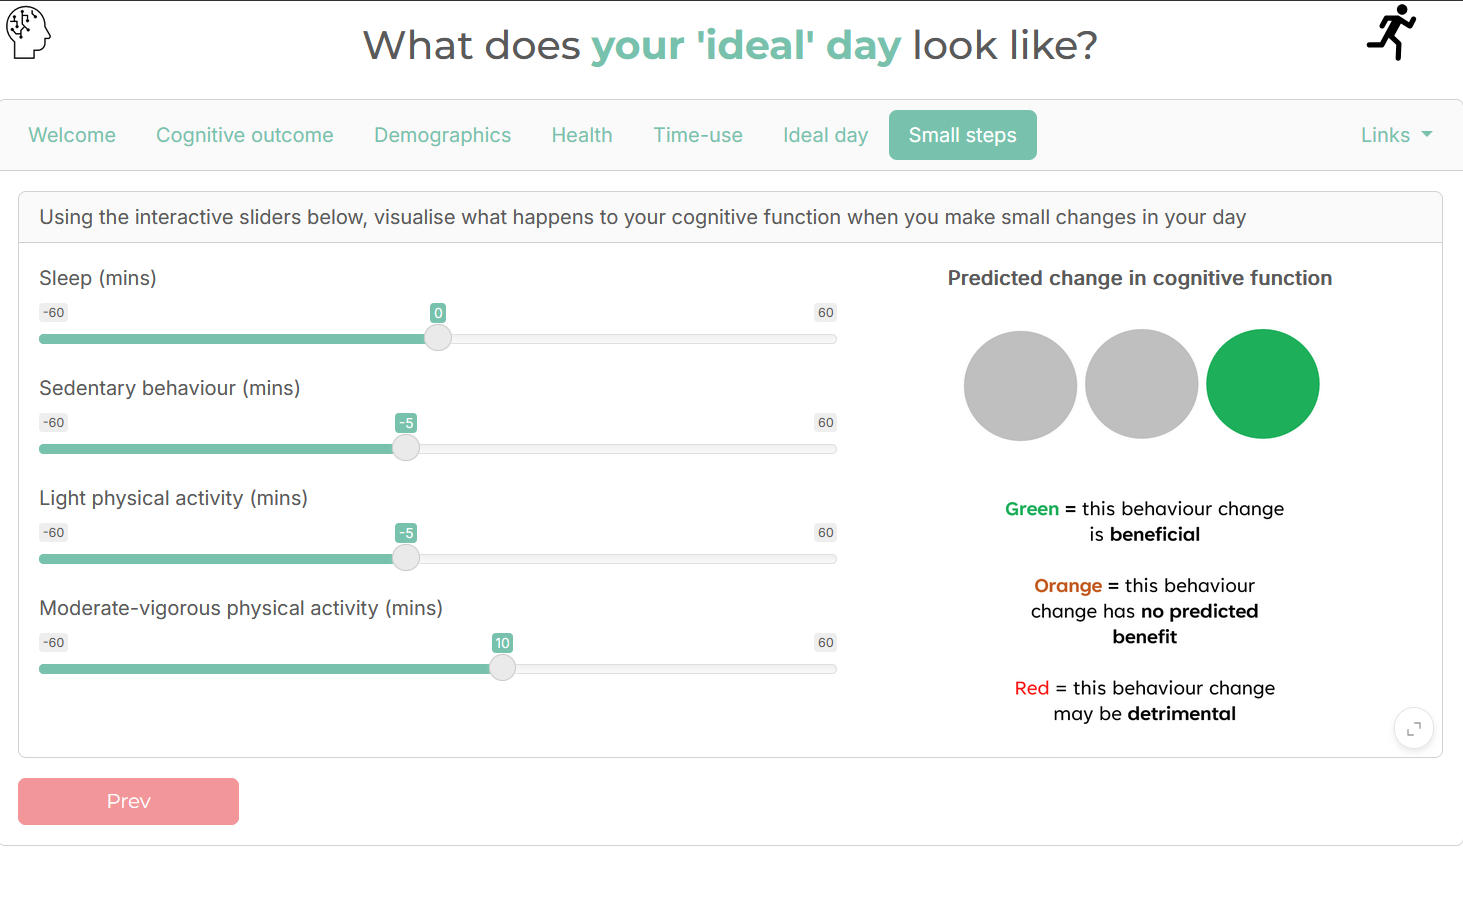 What does your 'ideal' day look like?
Welcome
Cognitive outcome
Demographics
Health
Time-use
Ideal day
Small steps
Links
Using the interactive sliders below, visualise what happens to your cognitive function when you make small changes in your day
Sleep (mins)
-60
0
60
Sedentary behaviour (mins)
-60
-5
60
Light physical activity (mins)
-60
-5
60
Moderate-vigorous physical activity (mins)
-60
10
60
Predicted change in cognitive function
Green = this behaviour change
is beneficial
Orange = this behaviour
change has no predicted
benefit
Red = this behaviour change
may be detrimental
Prev